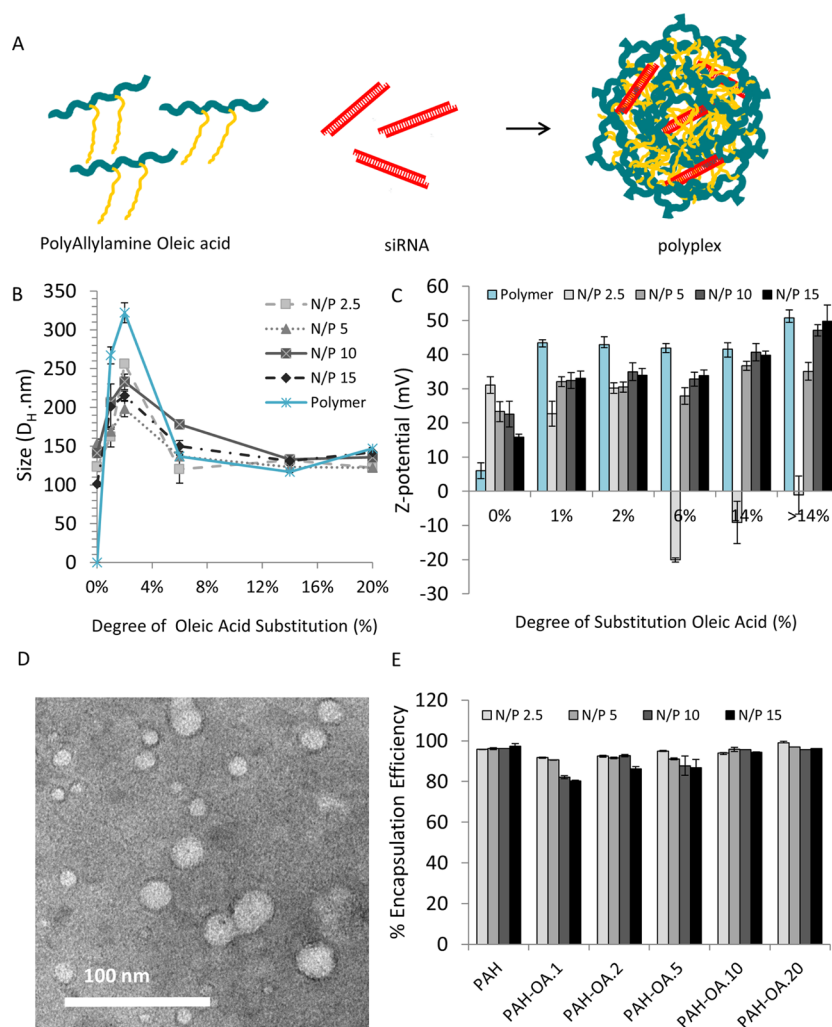 A
PolyAllylamine Oleic acid
siRNA
polyplex
B
Size (DH.nm)
350
300
250
200
150
100
50
0
0%
4%
8%
12%
16%
20%
Degree of Oleic Acid Substitution (%)
N/P 2.5
N/P 5
N/P 10
N/P 15
Polymer
C
Z-potential (mV)
60
50
40
30
20
10
0
-10
-20
-30
Polymer
N/P 2.5
N/P 5
N/P 10
N/P 15
0%
1%
2%
6%
14%
>14%
Degree of Substitution Oleic Acid (%)
D
100 nm
E
% Encapsulation Efficiency
120
100
80
60
40
20
0
N/P 2.5
N/P 5
N/P 10
N/P 15
PAH
PAH-OA.1
PAH-OA.2
PAH-OA.5
PAH-OA.10
PAH-OA.20